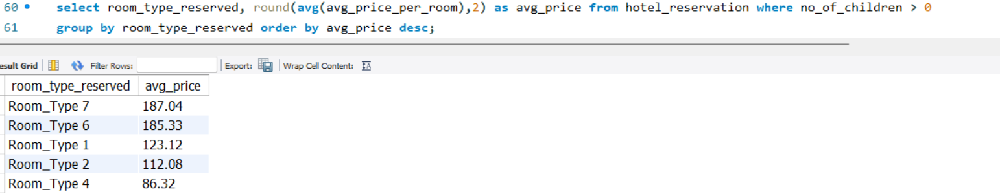 60 select room_type_reserved, round(avg(avg_price_per_room),2) as avg_price from hotel_reservation where no_of_children > 0
61 group by room_type_reserved order by avg_price desc;
esult Grid Filter Rows: Export: Wrap Cell Content: IA
room_type_reserved avg_price
Room_Type 7 187.04
Room_Type 6 185.33
Room_Type 1 123.12
Room_Type 2 112.08
Room_Type 4 86.32